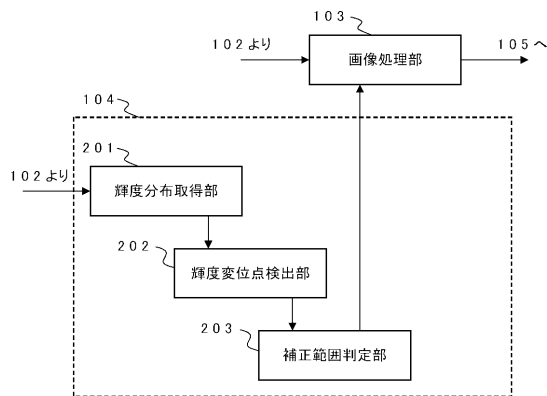 103
102より
画像処理部
105へ
104
201
102より
輝度分布取得部
202
輝度変位点検出部
203
補正範囲判定部